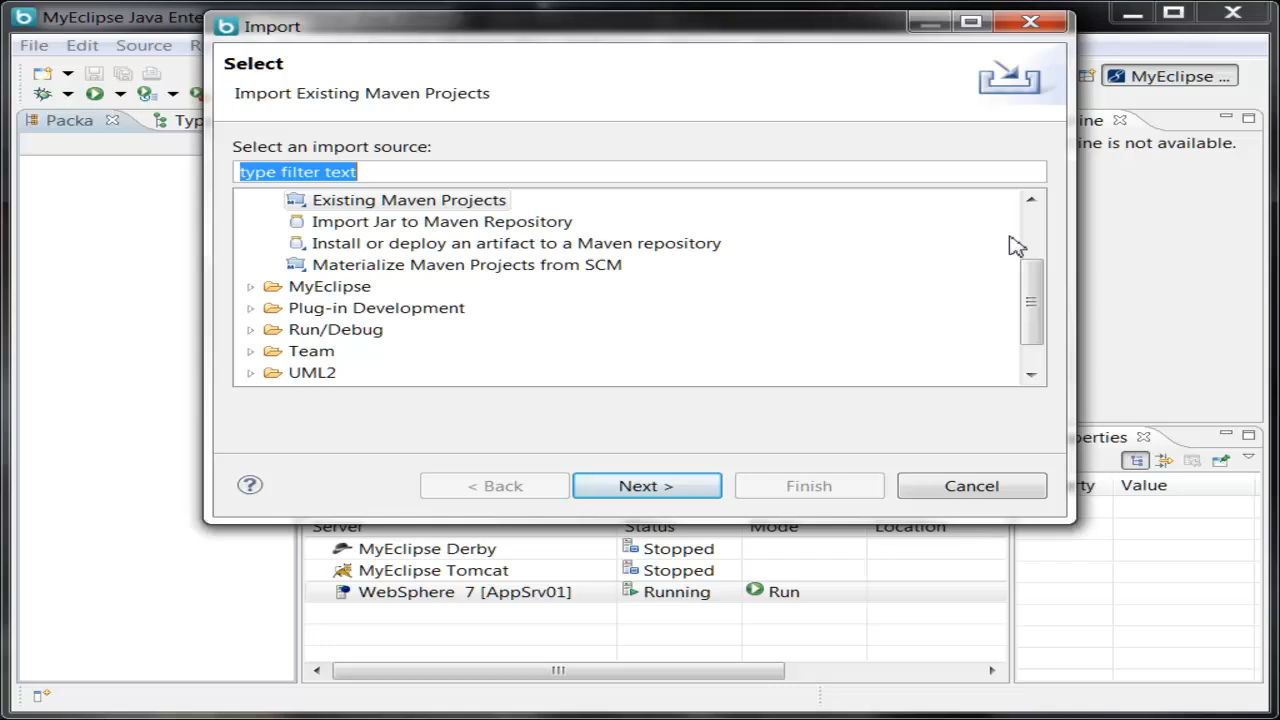 MyEclipse Java Ente
Import
File Edit Source R
Select
Import Existing Maven Projects
MyEclipse ...
Packa
Typ
ine
ine is not available.
Select an import source:
type filter text
Existing Maven Projects
Import Jar to Maven Repository
Install or deploy an artifact to a Maven repository
Materialize Maven Projects from SCM
MyEclipse
Plug-in Development
Run/Debug
Team
UML2
perties
< Back Next > Finish Cancel
ty Value
Server Status Mode Location
MyEclipse Derby Stopped
MyEclipse Tomcat Stopped
WebSphere 7 [AppSrv01] Running Run